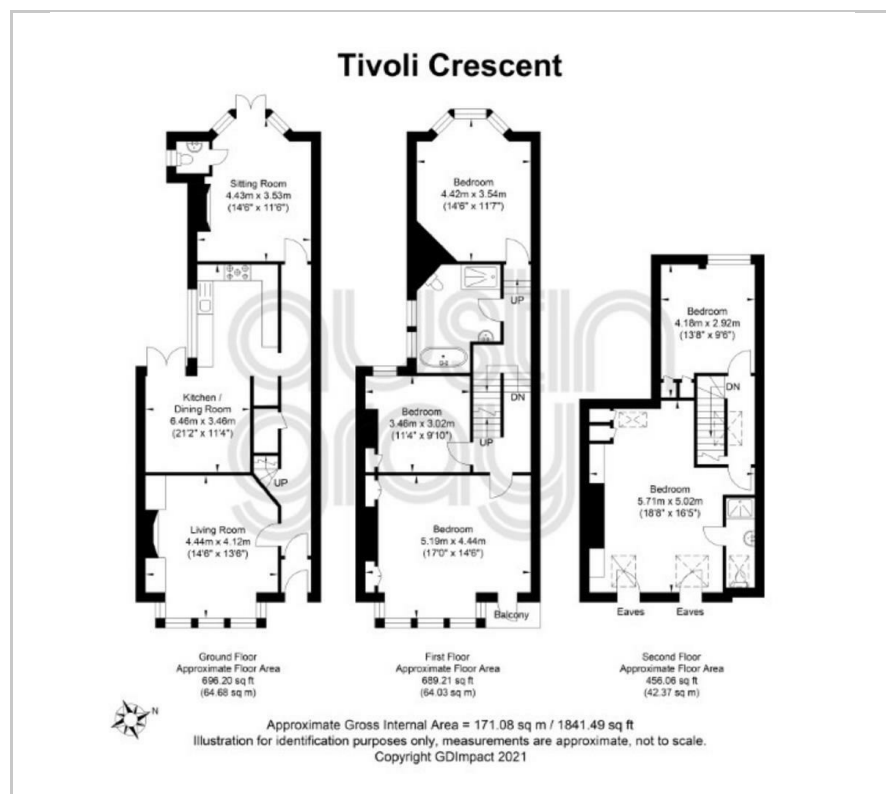 Tivoli Crescent
Sitting Room
4.43m x 3.53m
(14'6" x 11'6")
Kitchen /
Dining Room
6.46m x 3.46m
(21'2" x 11'4")
UP
Living Room
4.44m x 4.12m
(14'6" x 13'6")
Ground Floor
Approximate Floor Area
696.20 sq ft
(64.68 sq m)
Bedroom
4.42m x 3.54m
(14'6" x 11'7")
UP
DN
Bedroom
3.46m x 3.02m
(11'4" x 9'10")
UP
Bedroom
5.19m x 4.44m
(17'0" x 14'6")
Balcony
First Floor
Approximate Floor Area
689.21 sq ft
(64.03 sq m)
Bedroom
4.18m x 2.92m
(13'8" x 9'6")
DN
Bedroom
5.71m x 5.02m
(18'8" x 16'5")
Eaves
Eaves
Second Floor
Approximate Floor Area
456.06 sq ft
(42.37 sq m)
austin
gray
N
Approximate Gross Internal Area = 171.08 sq m / 1841.49 sq ft
Illustration for identification purposes only, measurements are approximate, not to scale.
Copyright GDImpact 2021